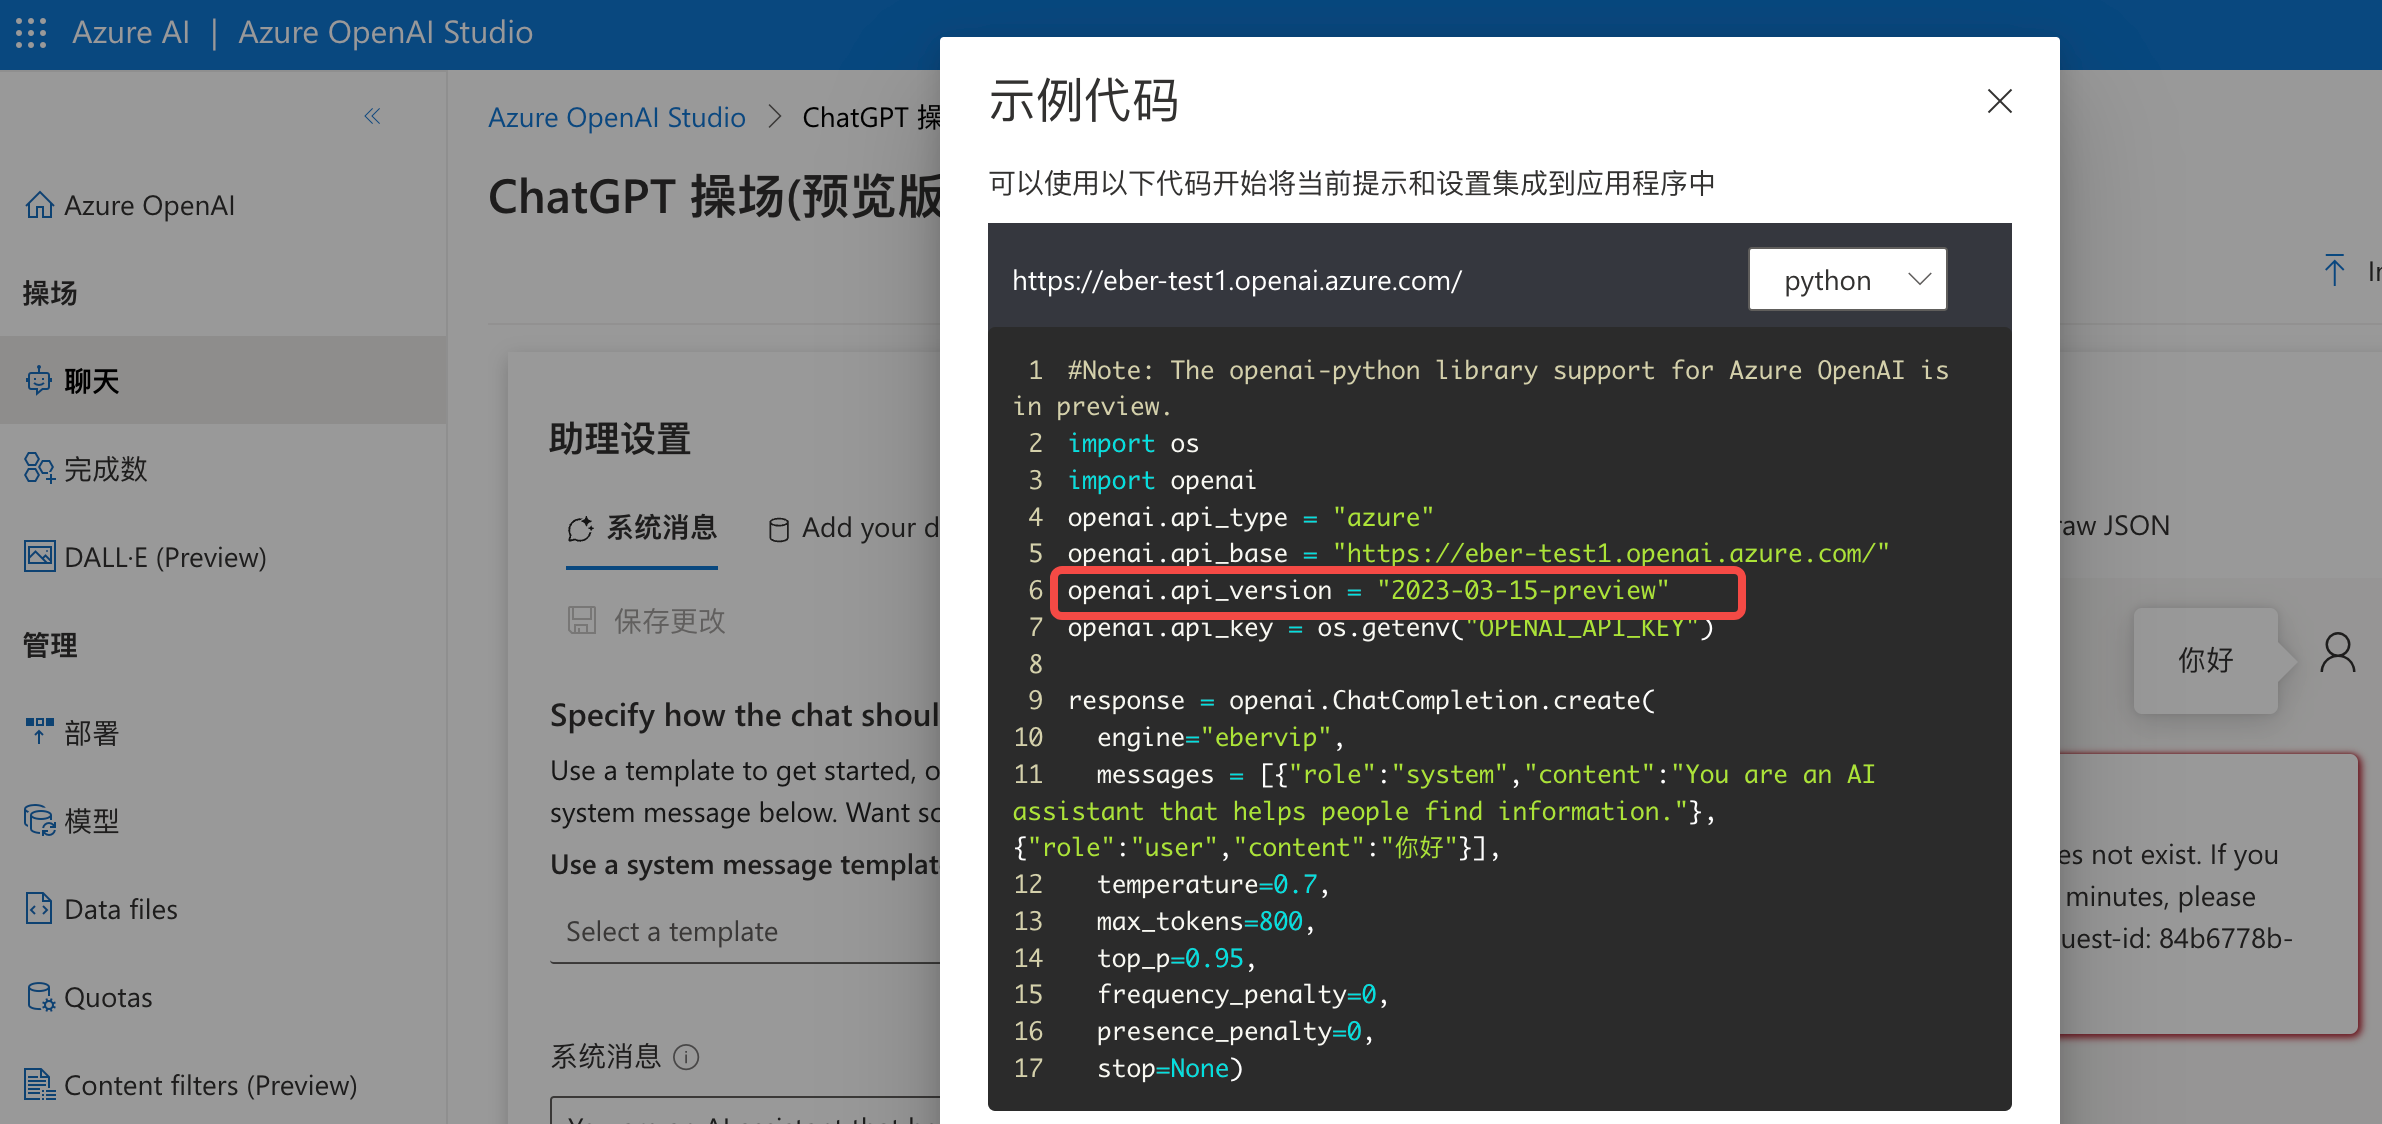 Azure AI | Azure OpenAI Studio
Azure OpenAI
操场
聊天
完成数
DALL·E (Preview)
管理
部署
模型
Data files
Quotas
Content filters (Preview)
Azure OpenAI Studio > ChatGPT 操
ChatGPT 操场(预览版
助理设置
系统消息
Add your d
保存更改
Specify how the chat shoul
Use a template to get started, o
system message below. Want so
Use a system message templat
Select a template
系统消息
示例代码
可以使用以下代码开始将当前提示和设置集成到应用程序中
https://eber-test1.openai.azure.com/
python
1 #Note: The openai-python library support for Azure OpenAI is
in preview.
2 import os
3 import openai
4 openai.api_type = "azure"
5 openai.api_base = "https://eber-test1.openai.azure.com/"
6 openai.api_version = "2023-03-15-preview"
7 openai.api_key = os.getenv("OPENAI_API_KEY")
8
9 response = openai.ChatCompletion.create(
10 engine="ebervip",
11 messages = [{"role":"system","content":"You are an AI
assistant that helps people find information."},
{"role":"user","content":"你好"}],
12 temperature=0.7,
13 max_tokens=800,
14 top_p=0.95,
15 frequency_penalty=0,
16 presence_penalty=0,
17 stop=None)
raw JSON
你好
es not exist. If you
minutes, please
uest-id: 84b6778b-